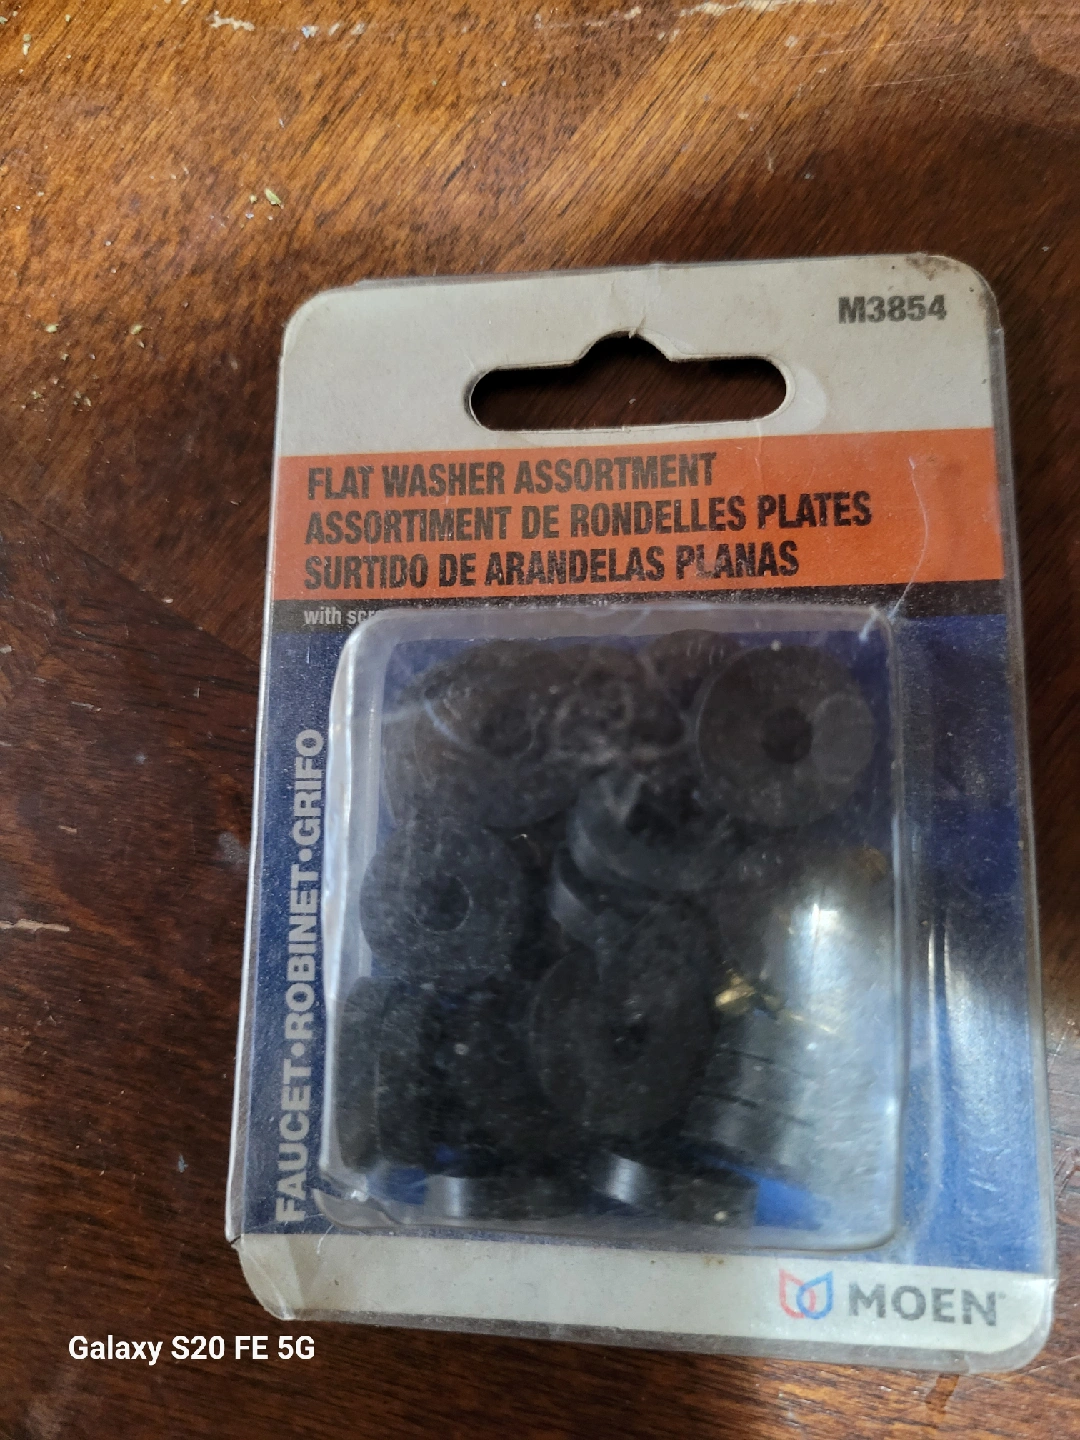 M3854
FLAT WASHER ASSORTMENT
ASSORTIMENT DE RONDELLES PLATES
SURTIDO DE ARANDELAS PLANAS
with
FAUCET•ROBINET•GRIFO
MOEN
Galaxy S20 FE 5G